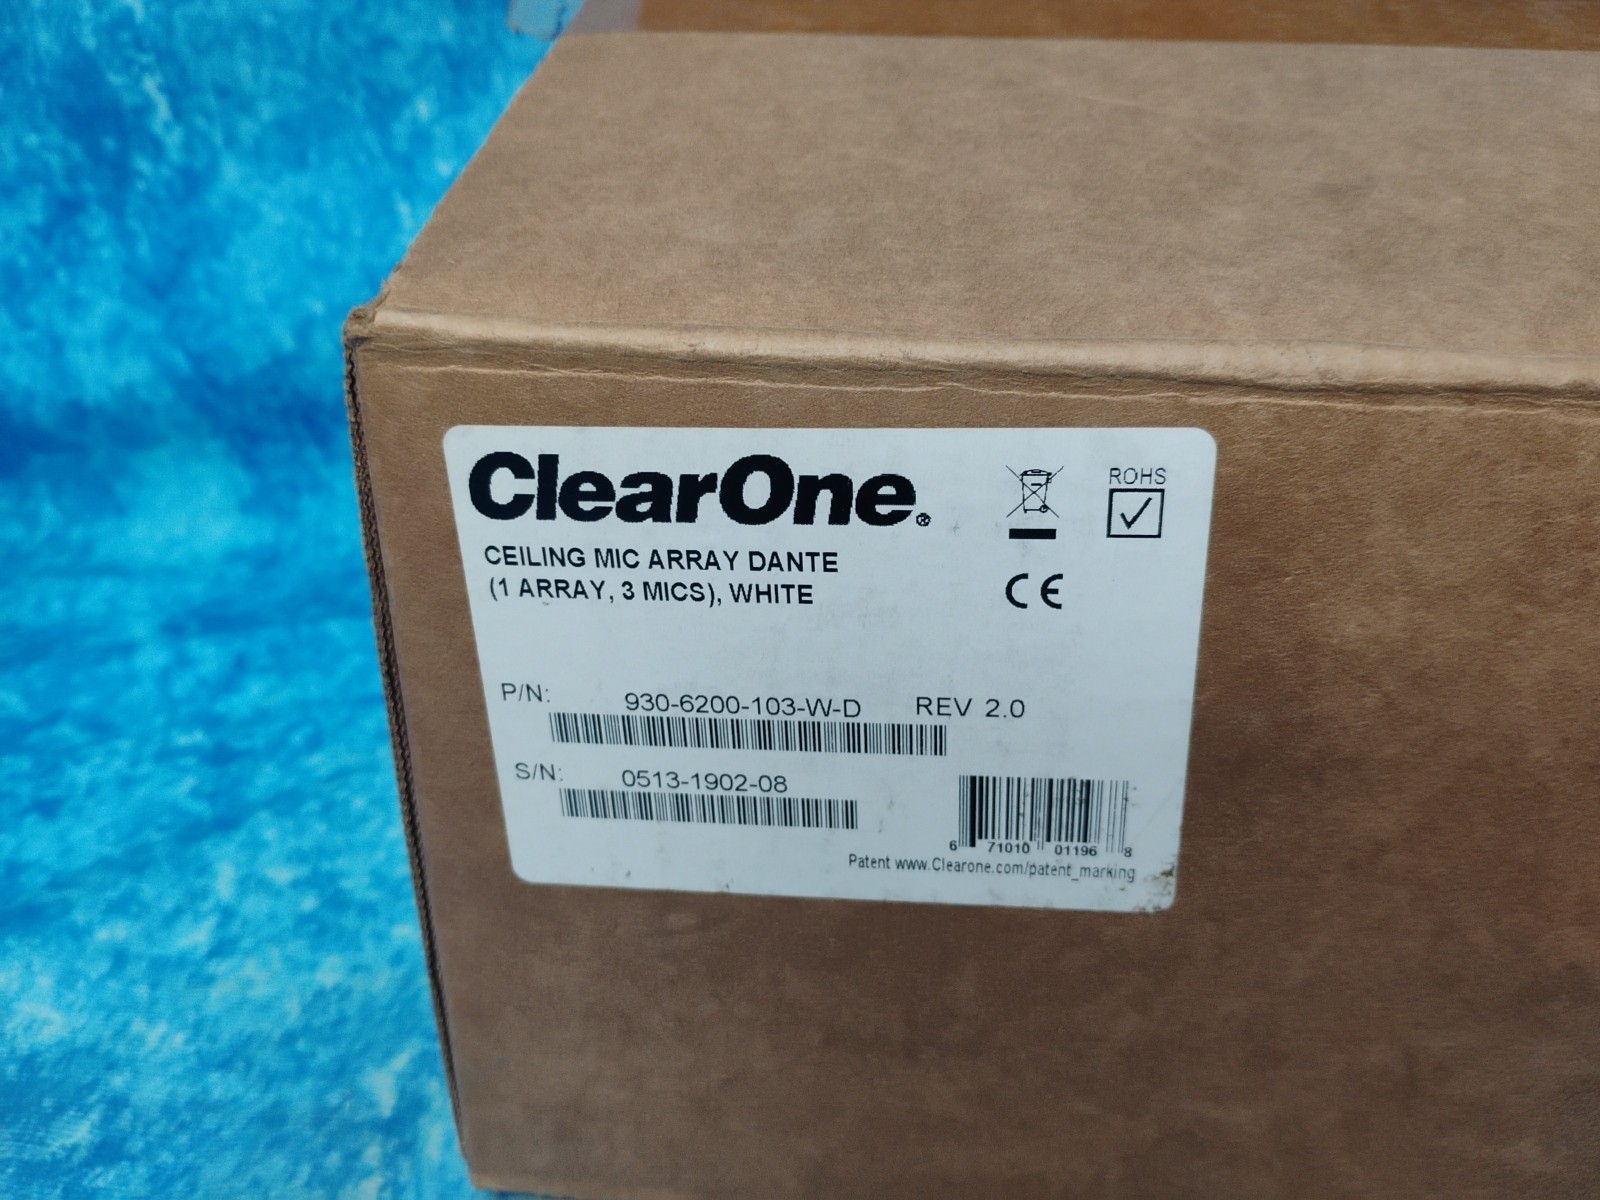 ClearOne®
CEILING MIC ARRAY DANTE
(1 ARRAY, 3 MICS), WHITE
ROHS
CE
P/N: 930-6200-103-W-D REV 2.0
S/N: 0513-1902-08
6 71010 01196 8
Patent www.Clearone.com/patent_marking